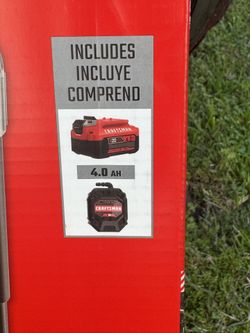 INCLUDES
INCLUYE
COMPREND
CRAFTSMAN
4.0 AH
CRAFTSMAN